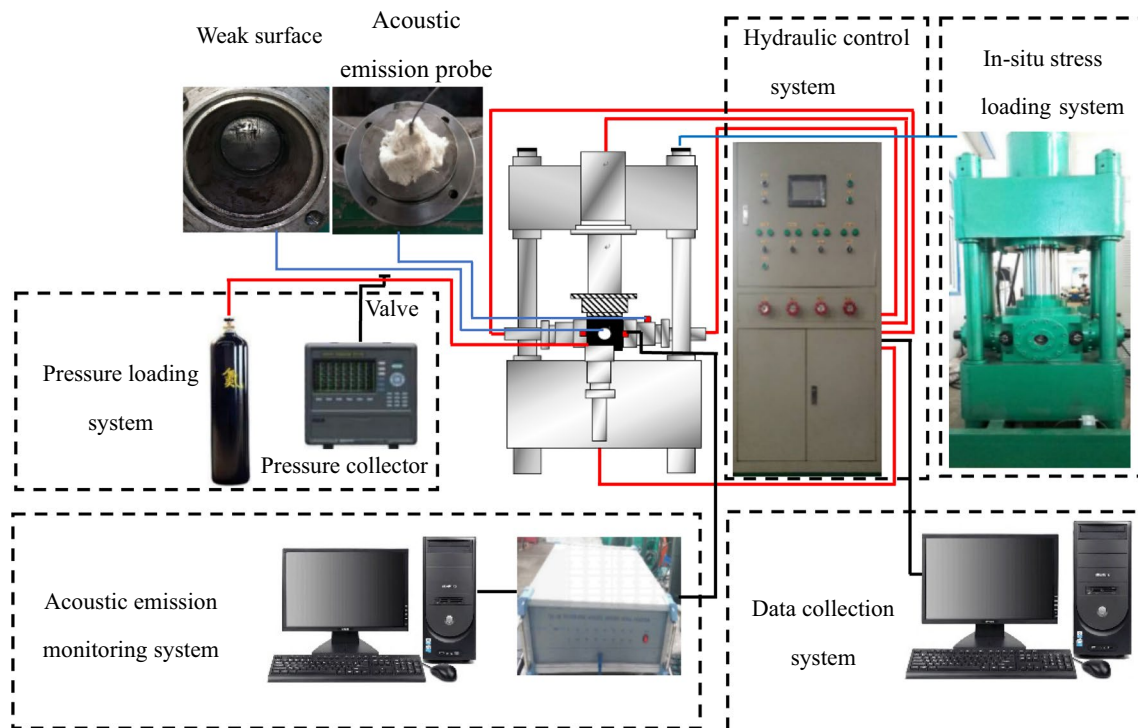 Weak surface
Acoustic
emission probe
Hydraulic control
system
In-situ stress
loading system
Valve
Pressure loading
system
氮
Pressure collector
Acoustic emission
monitoring system
Data collection
system